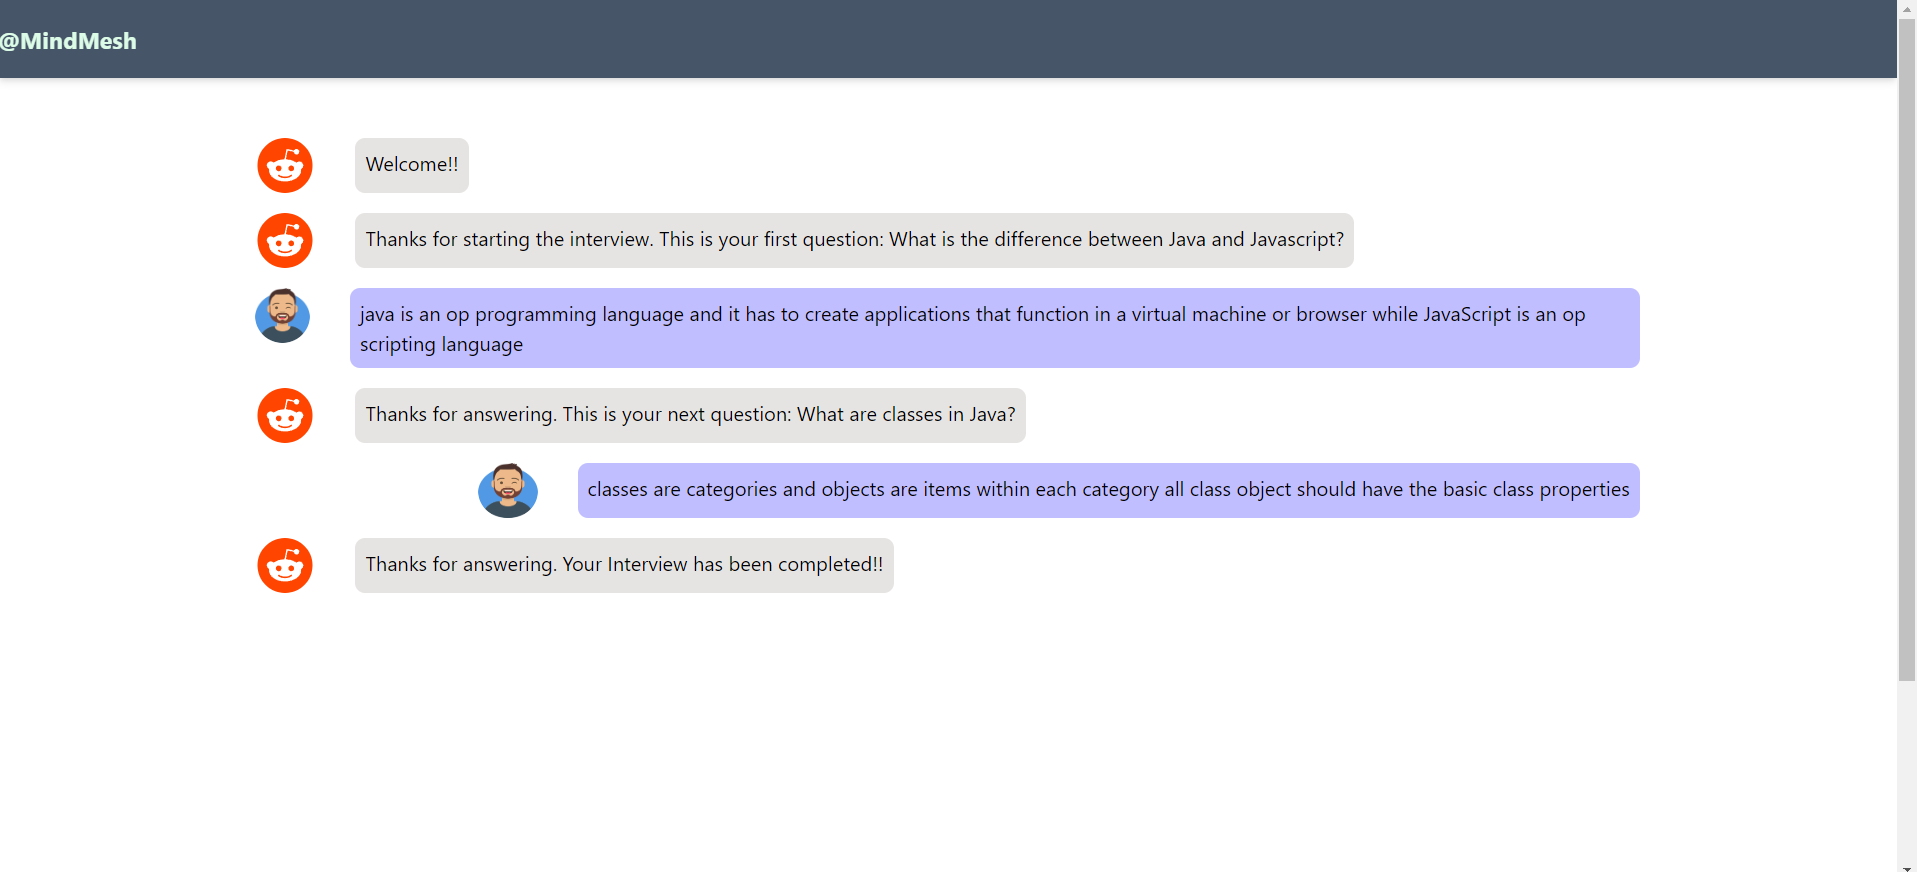 @MindMesh
Welcome!!
Thanks for starting the interview. This is your first question: What is the difference between Java and Javascript?
java is an op programming language and it has to create applications that function in a virtual machine or browser while JavaScript is an op
scripting language
Thanks for answering. This is your next question: What are classes in Java?
classes are categories and objects are items within each category all class object should have the basic class properties
Thanks for answering. Your Interview has been completed!!